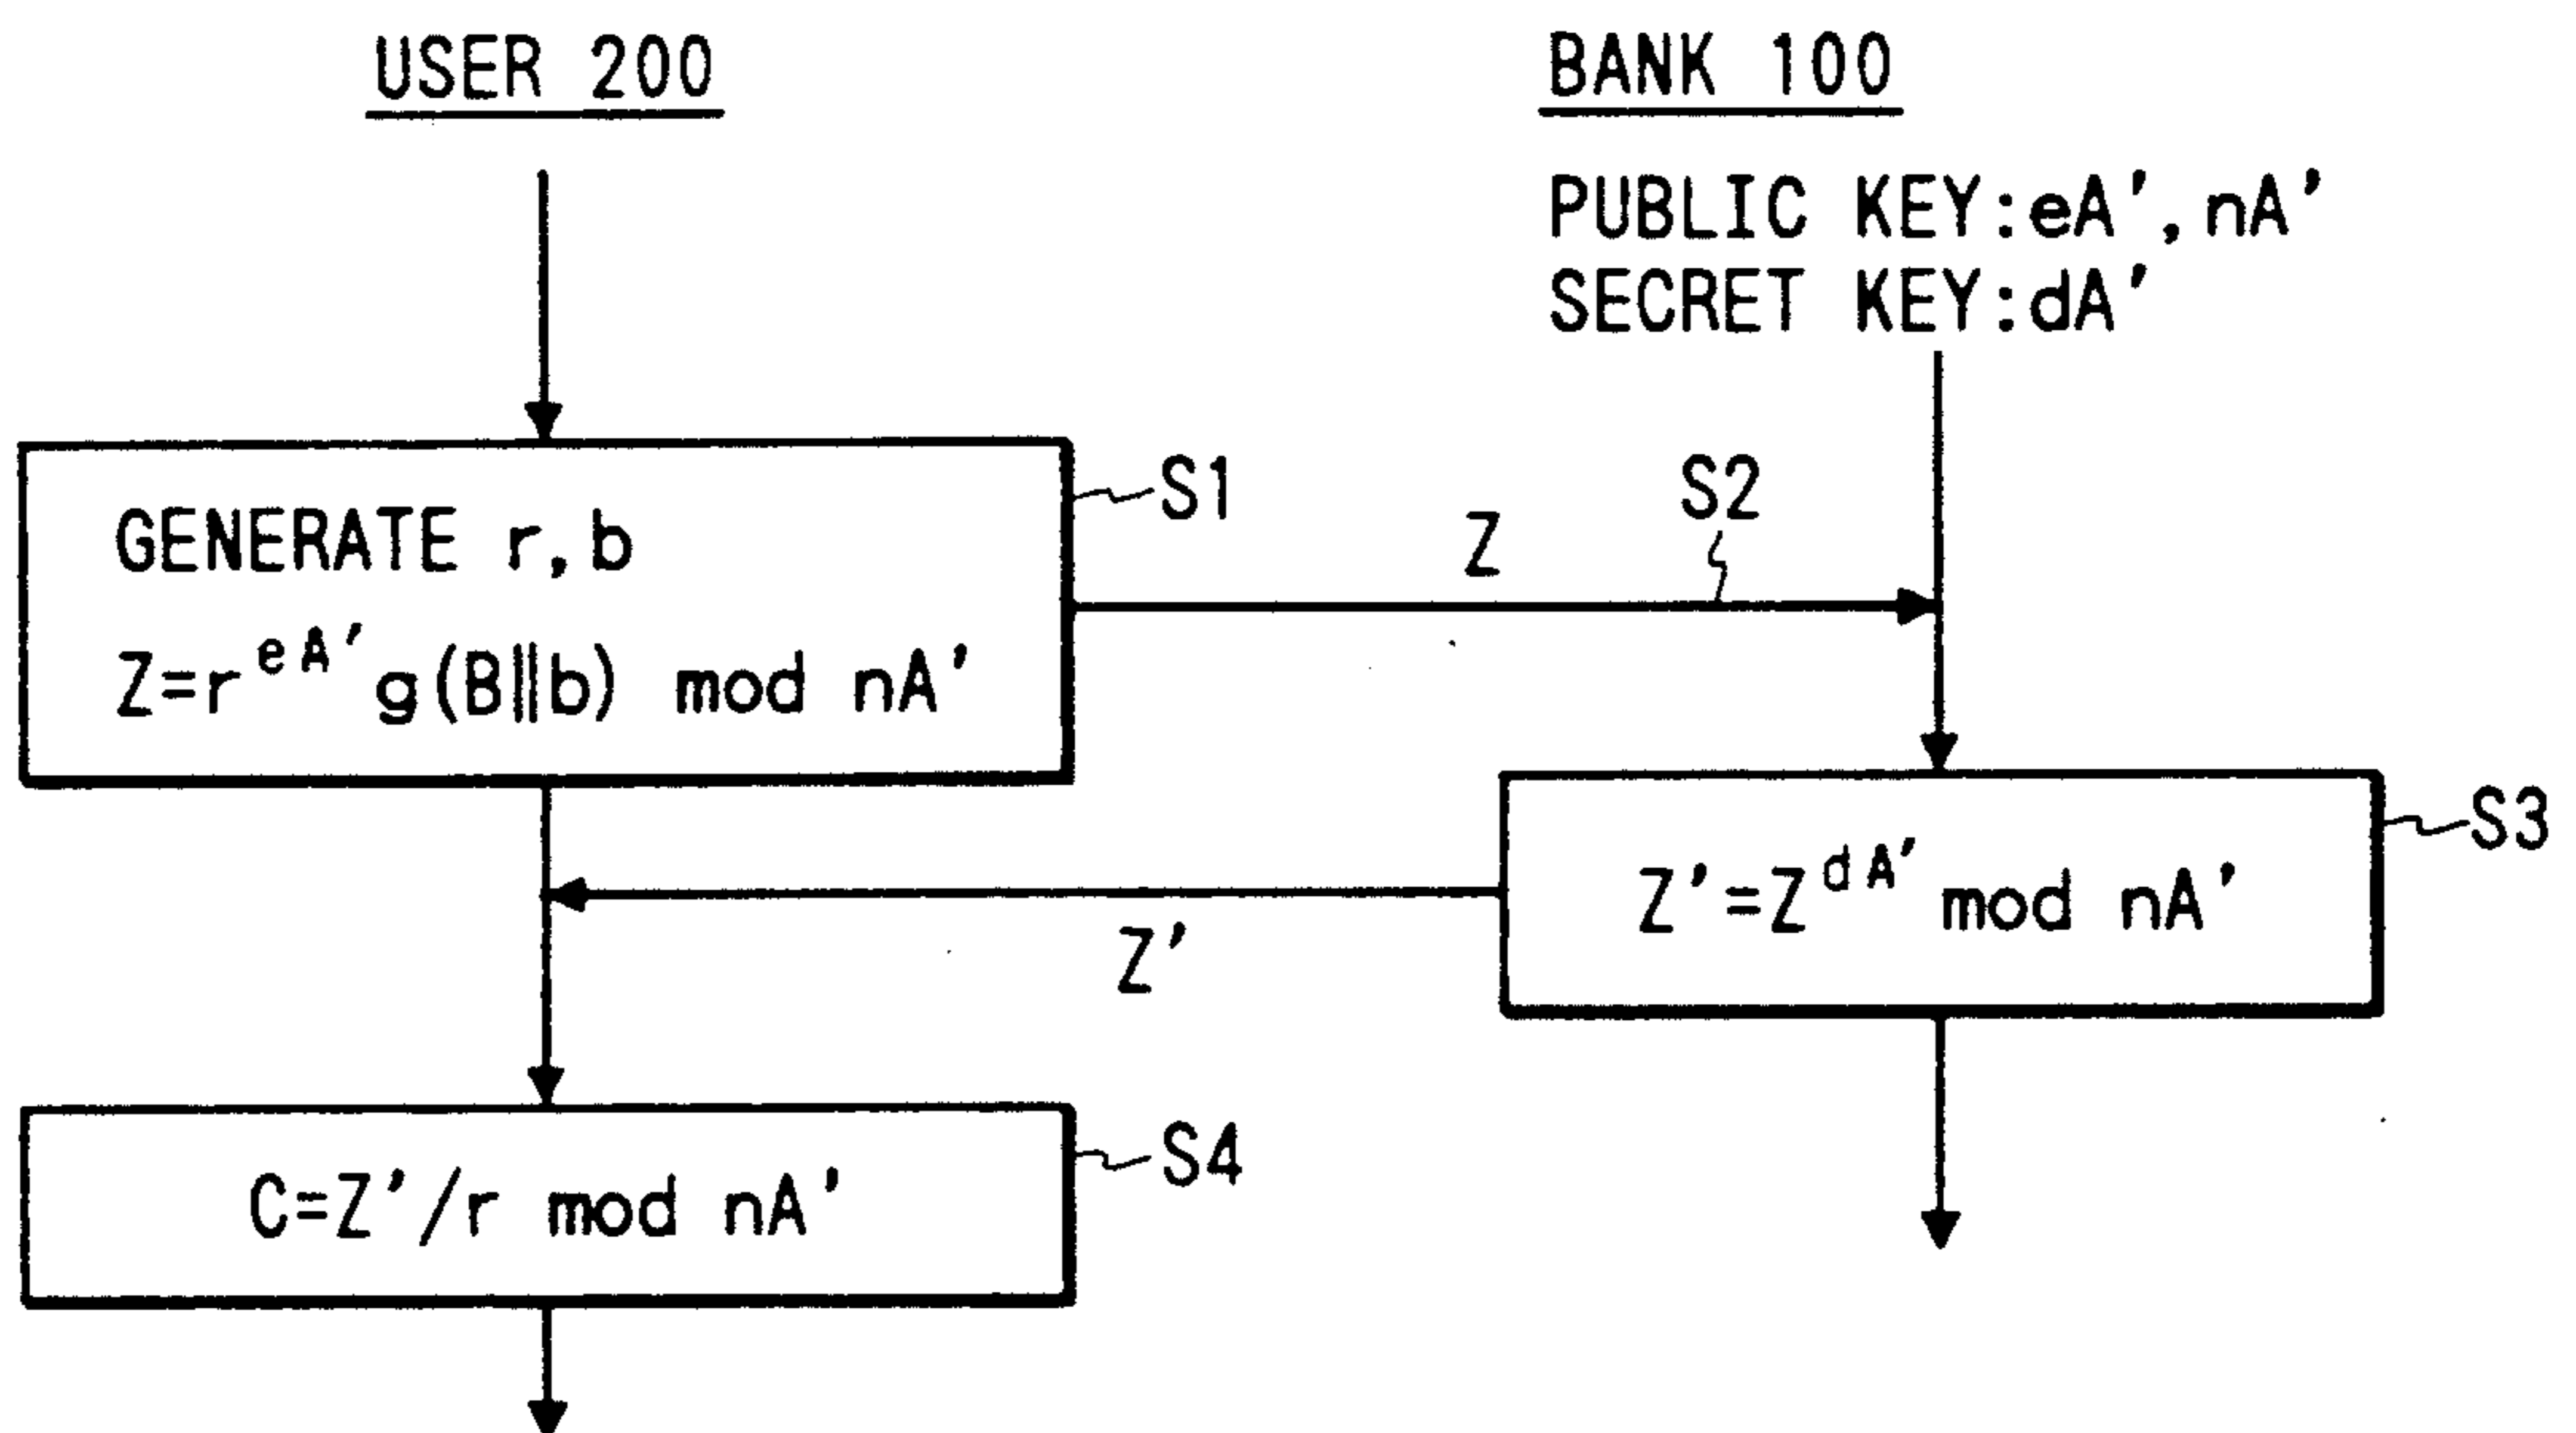 USER 200
BANK 100
PUBLIC KEY:eA',nA'
SECRET KEY:dA'
S1
GENERATE r,b
Z=r^eA' g(B‖b) mod nA'
Z
S2
S3
Z'=Z^dA' mod nA'
Z'
S4
C=Z'/r mod nA'